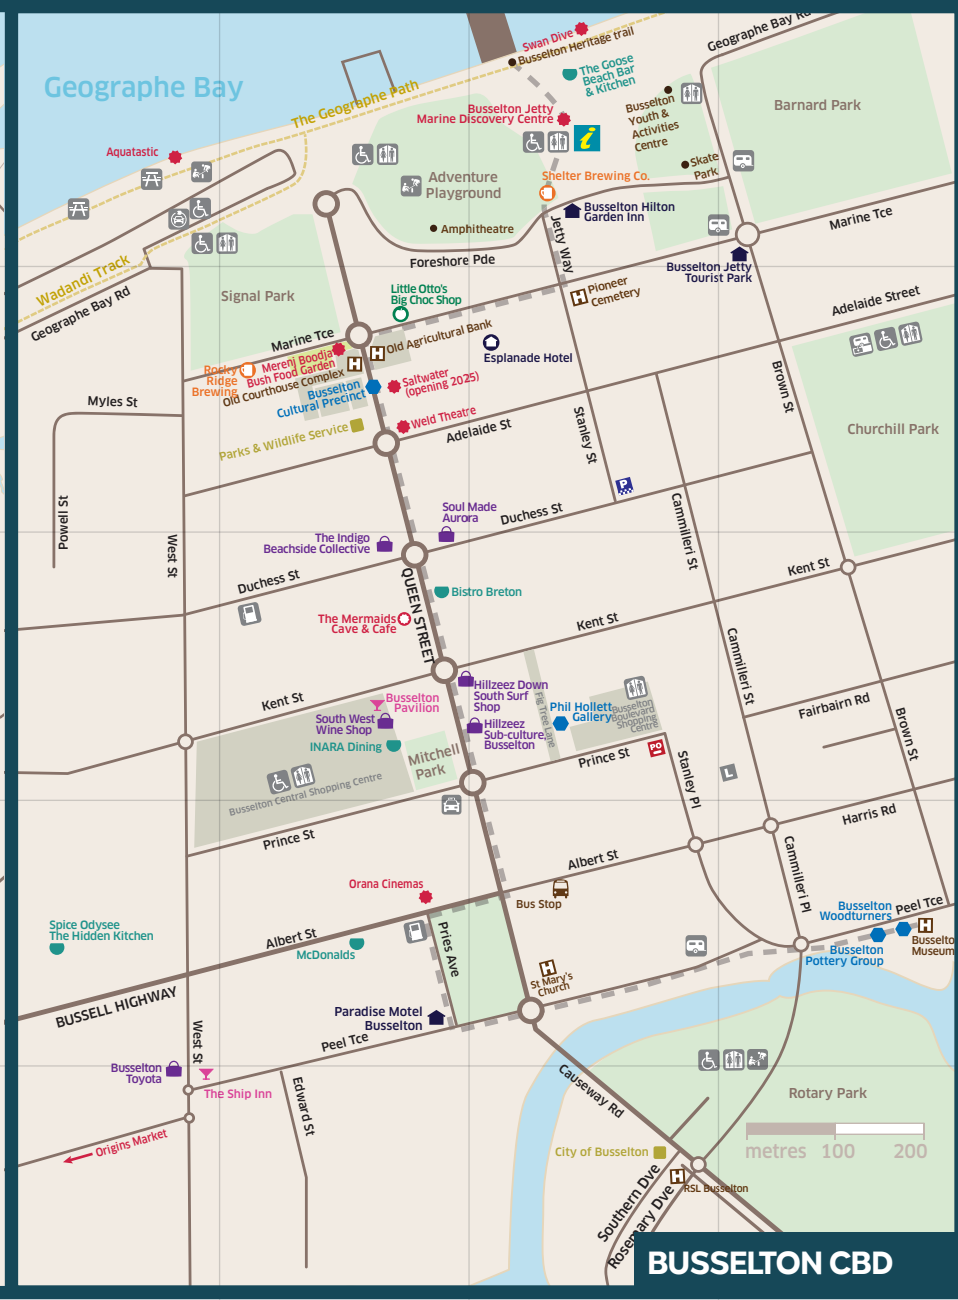 Geographe Bay
The Geographe Path
Swan Dive
Busselton Heritage trail
The Goose
Beach Bar
& Kitchen
Geographe Bay Rd
Barnard Park
Busselton Jetty
Marine Discovery Centre
i
Busselton
Youth &
Activities
Centre
Skate
Park
Aquatastic
Adventure
Playground
Shelter Brewing Co.
Busselton Hilton
Garden Inn
Amphitheatre
Jetty Way
Foreshore Pde
Marine Tce
Busselton Jetty
Tourist Park
Wadandi Track
Geographe Bay Rd
Signal Park
Little Otto's
Big Choc Shop
H
Pioneer
Cemetery
Adelaide Street
Marine Tce
Old Agricultural Bank
H
Esplanade Hotel
Merenj Boodja
Bush Food Garden
H
Rocky
Ridge
Brewing
Old Courthouse Complex
Busselton
Cultural Precinct
Saltwater
(opening 2025)
Brown St
Myles St
Weld Theatre
Parks & Wildlife Service
Adelaide St
Stanley St
Churchill Park
P
Powell St
West St
Soul Made
Aurora
Duchess St
Cammilleri St
The Indigo
Beachside Collective
Duchess St
QUEEN STREET
Bistro Breton
Kent St
The Mermaids
Cave & Cafe
Kent St
Cammilleri St
Kent St
Busselton
Pavilion
Hillzeez Down
South Surf
Shop
Fig Tree Lane
Phil Hollett
Gallery
Busselton
Boulevard
Shopping
Centre
Fairbairn Rd
Brown St
South West
Wine Shop
Hillzeez
Sub-culture,
Busselton
INARA Dining
Mitchell
Park
Prince St
PO
Stanley Pl
L
Busselton Central Shopping Centre
Prince St
Harris Rd
Albert St
Cammilleri Pl
Orana Cinemas
Bus Stop
Busselton
Woodturners
Peel Tce
H
Busselto
Museum
Busselton
Pottery Group
Spice Odysee
The Hidden Kitchen
Albert St
McDonalds
Pries Ave
H
St Mary's
Church
BUSSELL HIGHWAY
Paradise Motel
Busselton
Peel Tce
West St
Busselton
Toyota
The Ship Inn
Edward St
Causeway Rd
Rotary Park
Origins Market
City of Busselton
metres 100 200
H
RSL Busselton
Southern Dve
Rosemary Dve
BUSSELTON CBD